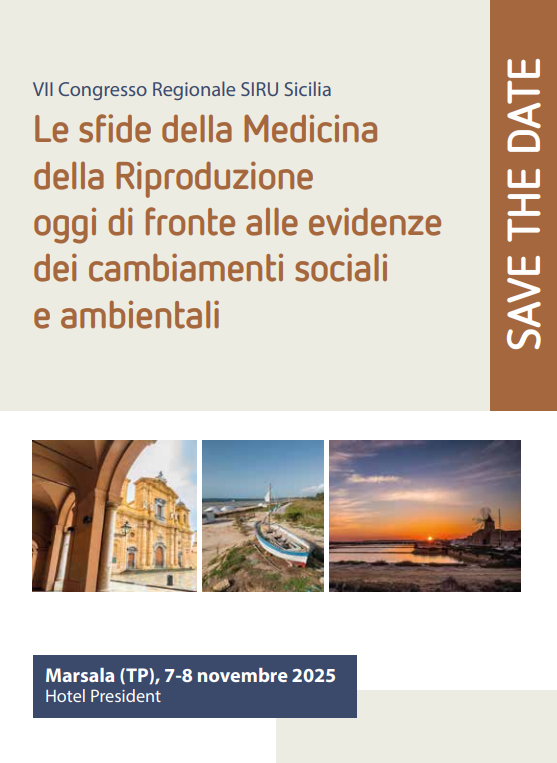 VII Congresso Regionale SIRU Sicilia
Le sfide della Medicina
della Riproduzione
oggi di fronte alle evidenze
dei cambiamenti sociali
e ambientali
SAVE THE DATE
Marsala (TP), 7-8 novembre 2025
Hotel President